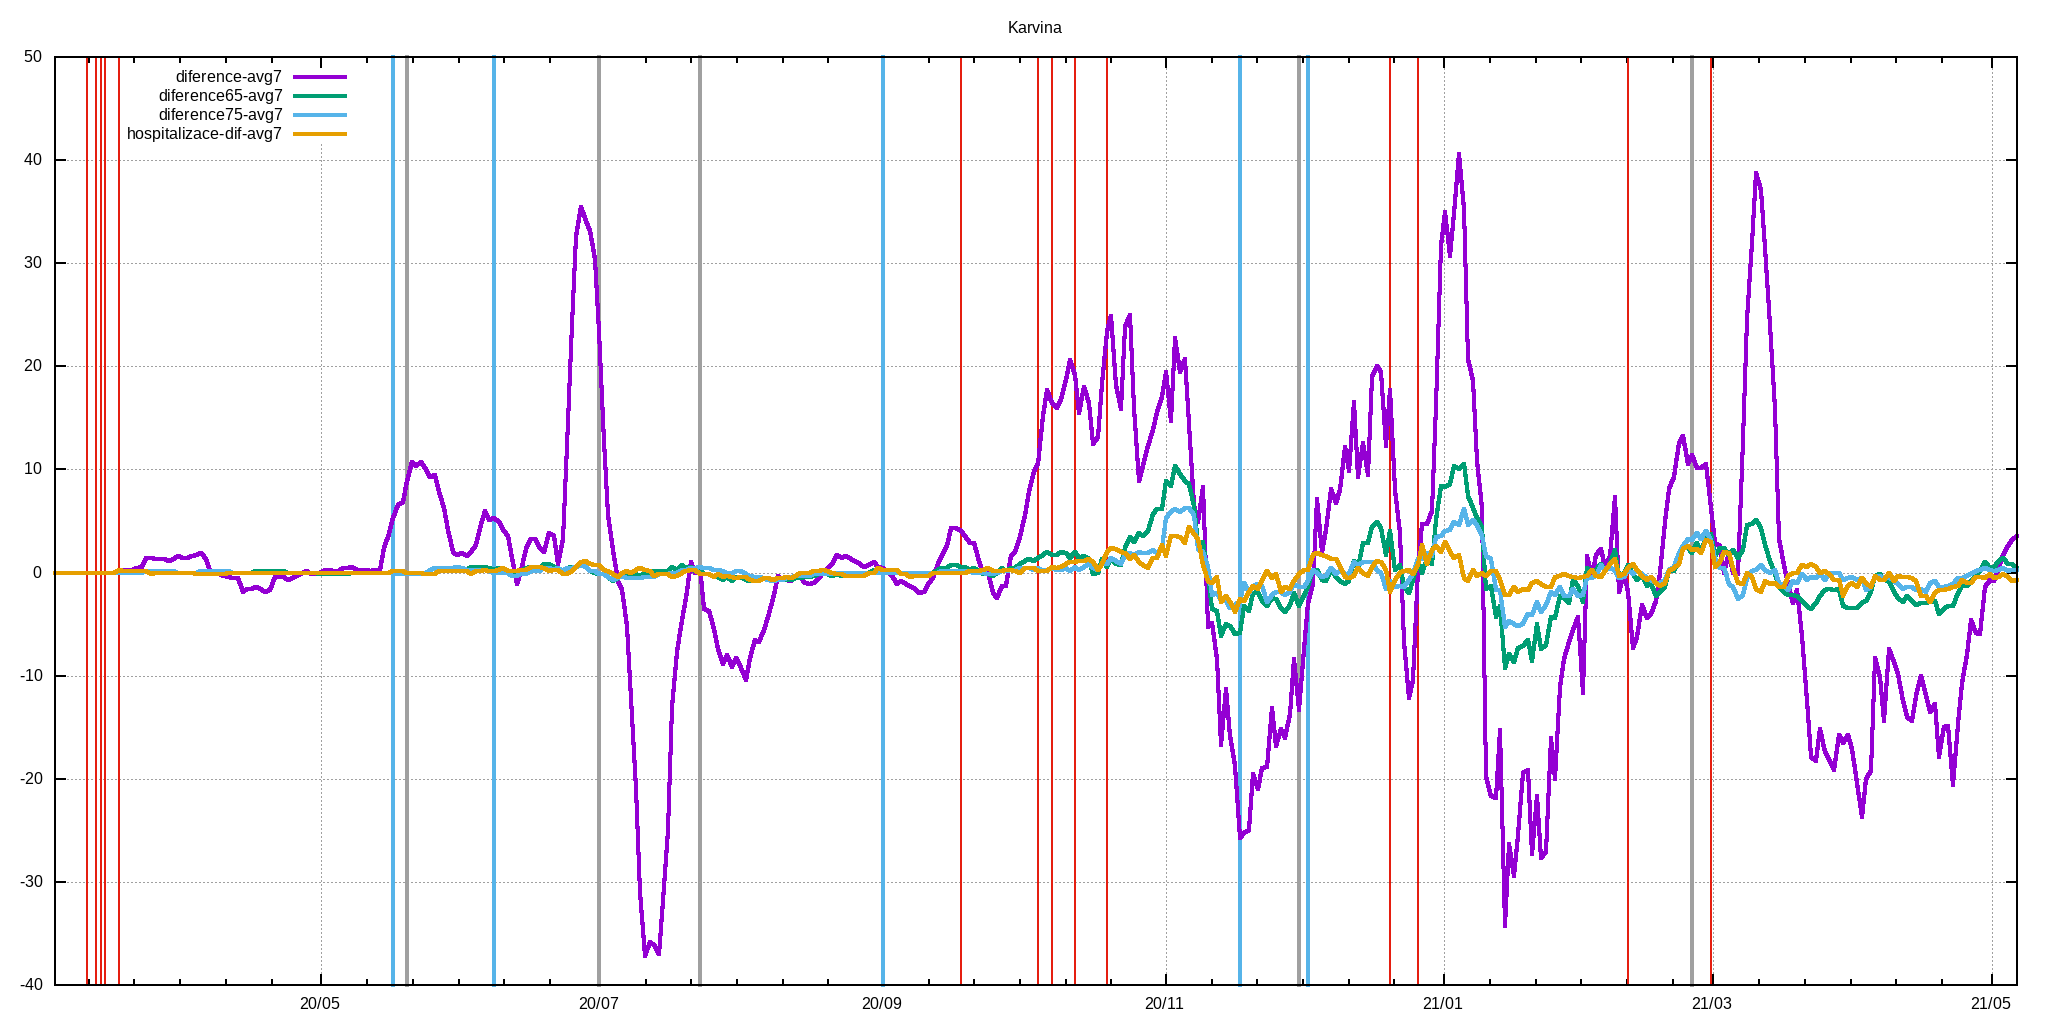 Karvina
diference-avg7
diference65-avg7
diference75-avg7
hospitalizace-dif-avg7
50
40
30
20
10
0
-10
-20
-30
-40
20/05 20/07 20/09 20/11 21/01 21/03 21/05